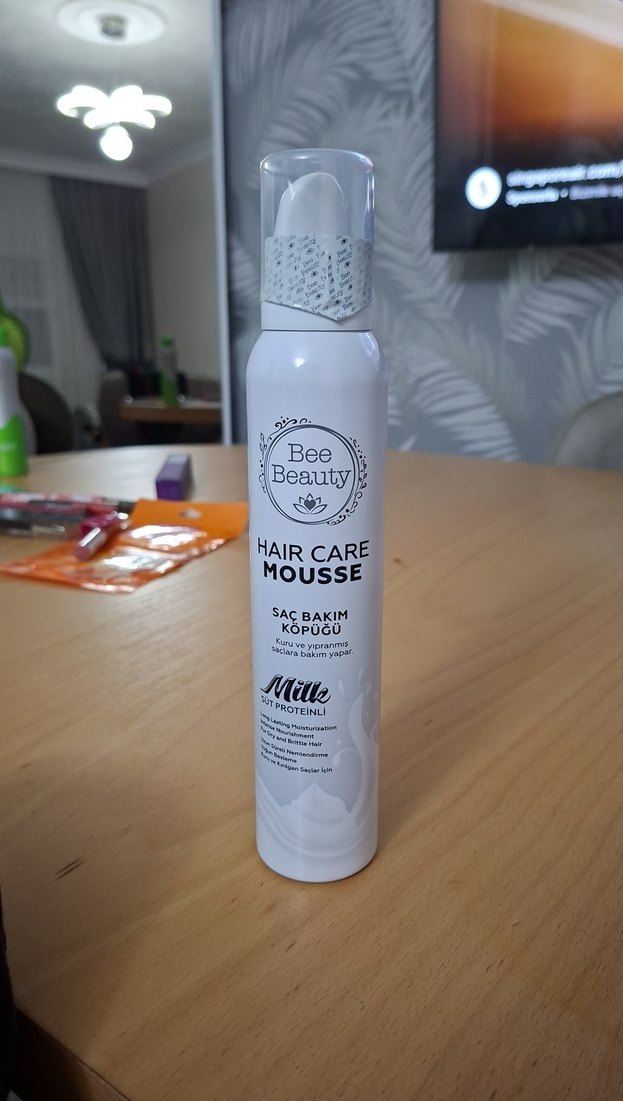 Bee
Beauty
HAIR CARE
MOUSSE
SAÇ BAKIM
KÖPÜĞÜ
Kuru ve yıpranmış
saçlara bakım yapar.
Milk
SÜT PROTEİNLİ
Long Lasting Moisturization
Intense Nourishment
For Dry and Brittle Hair
Uzun Süreli Nemlendirme
Yoğun Besleme
Kuru ve Kırılgan Saçlar İçin